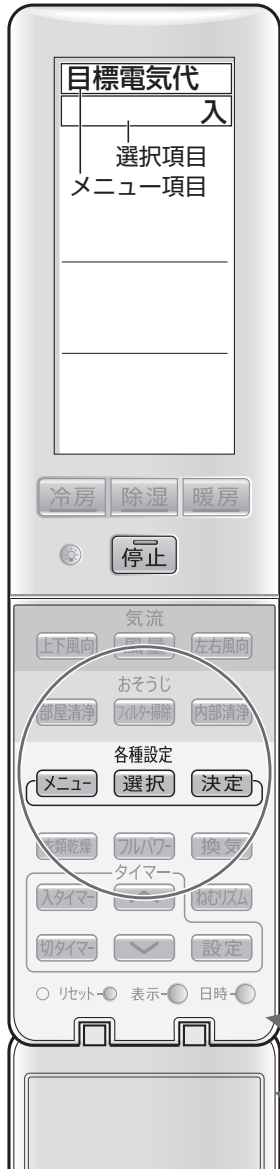 目標電気代
入
選択項目
メニュー項目
冷房 除湿 暖房
停止
気流
上下風向 風量 左右風向
おそうじ
部屋清浄 フィルター掃除 内部清浄
各種設定
メニュー 選択 決定
衣類乾燥 フルパワー 換気
タイマー
入タイマー ねむリズム
切タイマー 設定
リセット 表示 日時